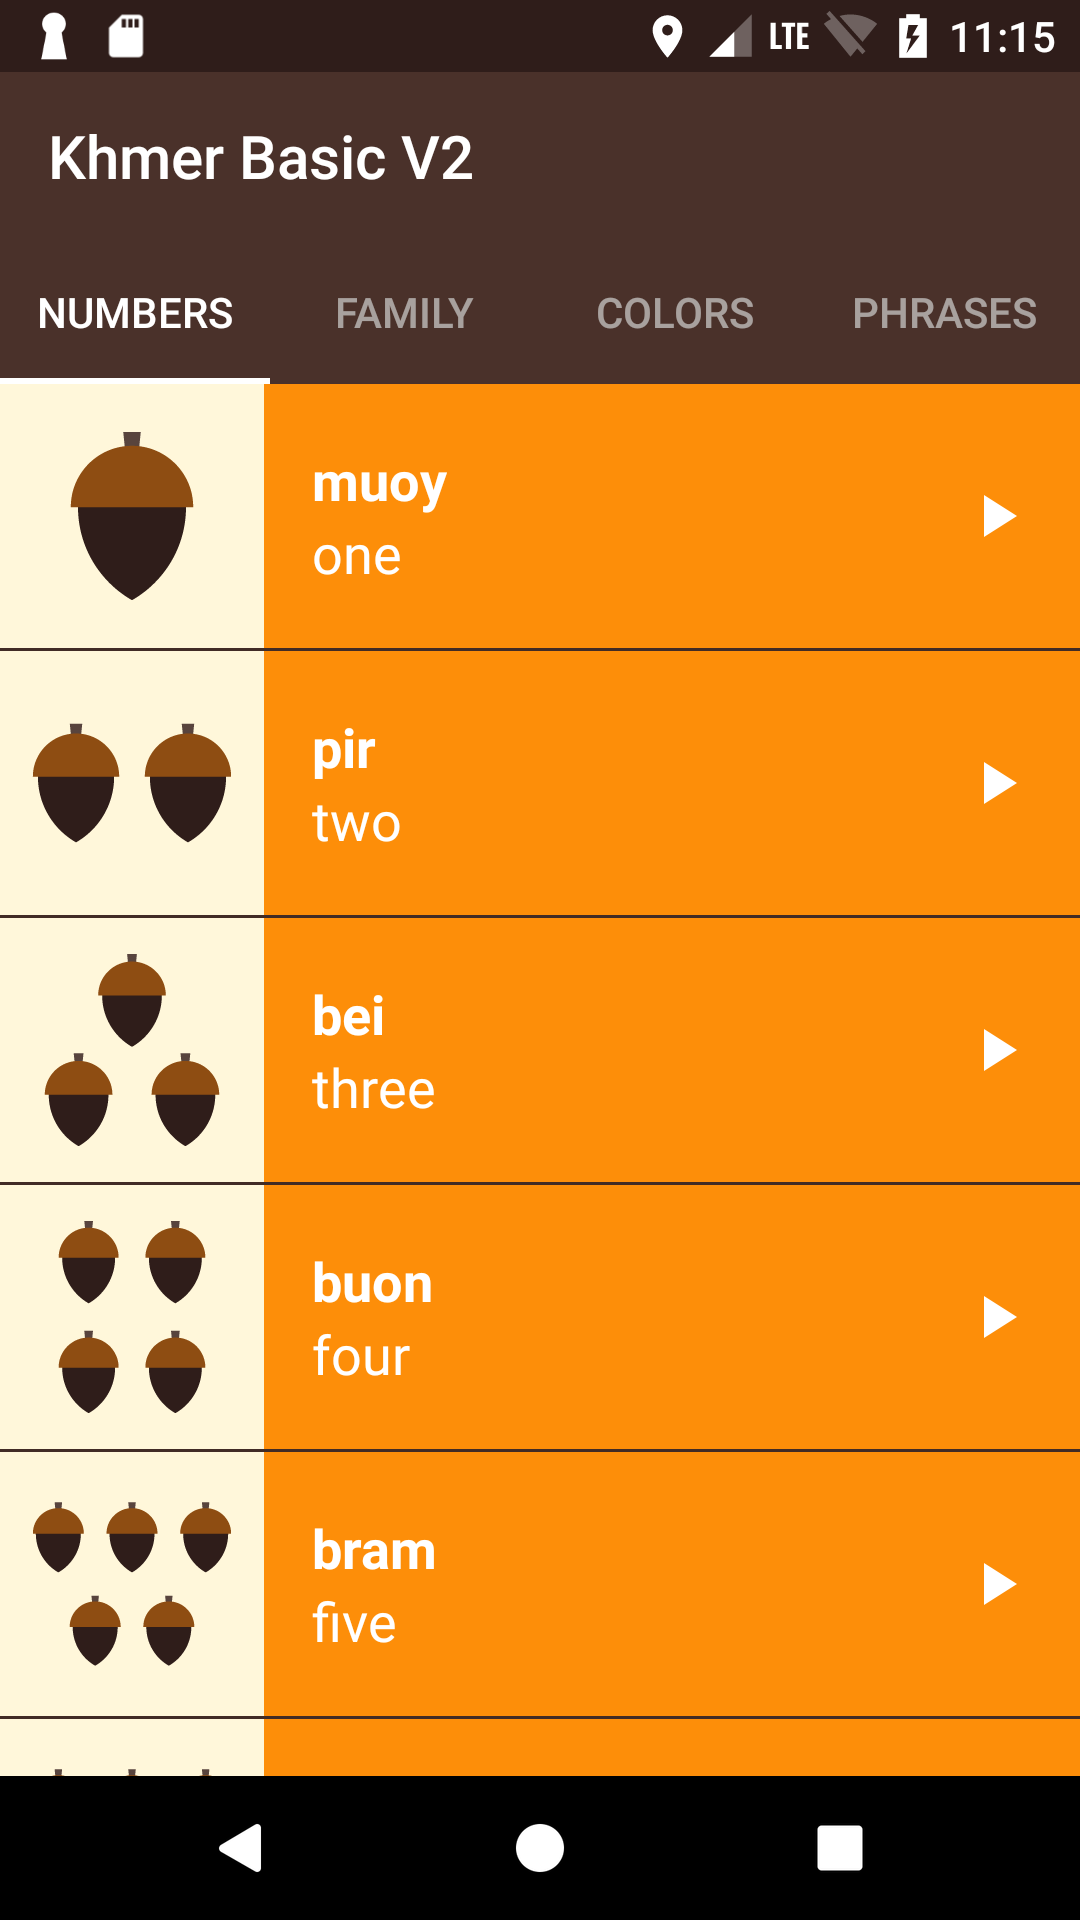 LTE 11:15
Khmer Basic V2
NUMBERS FAMILY COLORS PHRASES
muoy
one
pir
two
bei
three
buon
four
bram
five